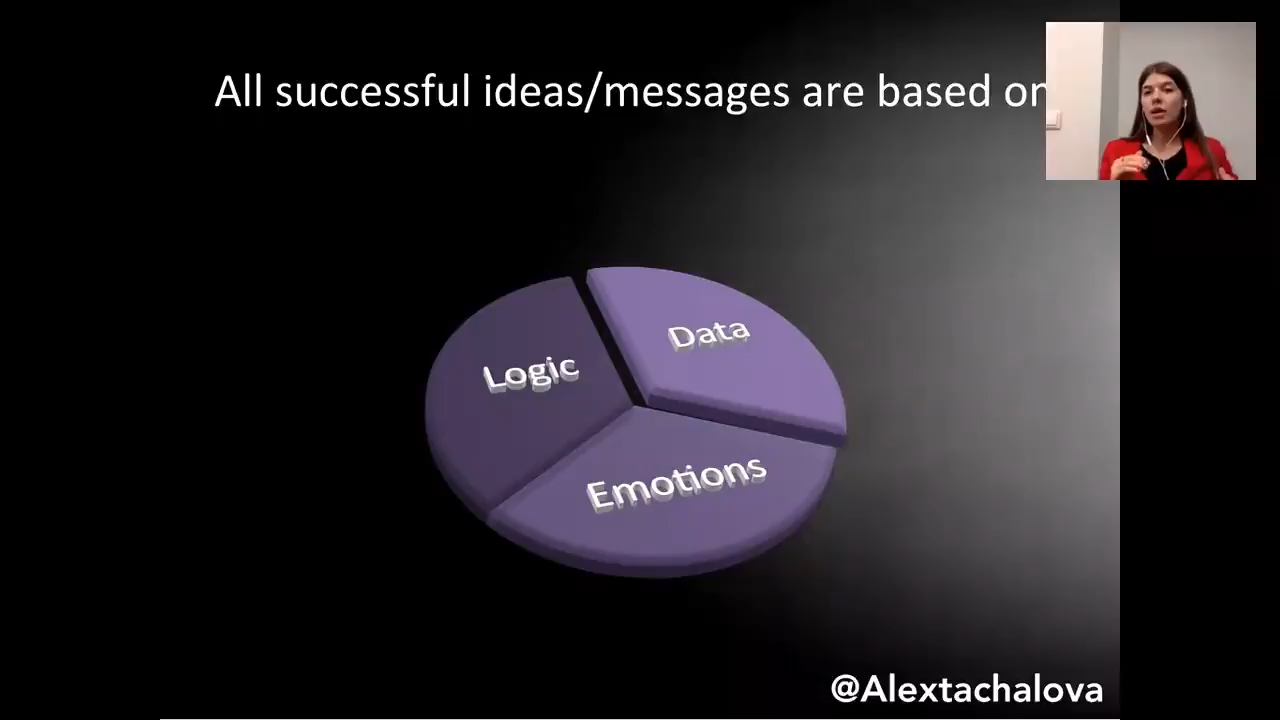 All successful ideas/messages are based on
Data
Logic
Emotions
@Alextachalova